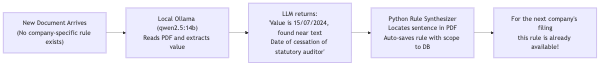 New Document Arrives
(No company-specific rule
exists)
Local Ollama
(qwen2.5:14b)
Reads PDF and extracts
value
LLM returns:
'Value is 15/07/2024,
found near text
'Date of cessation of
statutory auditor'
Python Rule Synthesizer
Locates sentence in PDF
Auto-saves rule with scope
to DB
For the next company's
filing
this rule is already
available!